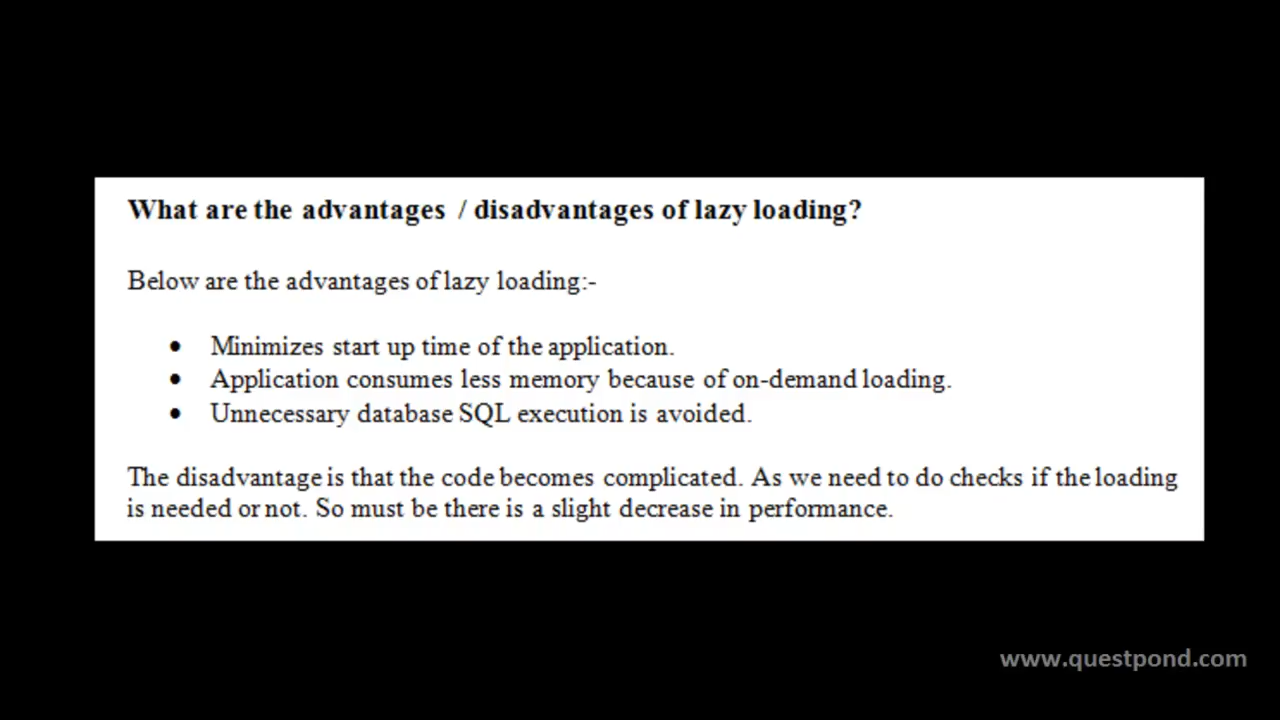 What are the advantages / disadvantages of lazy loading?
Below are the advantages of lazy loading:-
• Minimizes start up time of the application.
• Application consumes less memory because of on-demand loading.
• Unnecessary database SQL execution is avoided.
The disadvantage is that the code becomes complicated. As we need to do checks if the loading
is needed or not. So must be there is a slight decrease in performance.
www.questpond.com